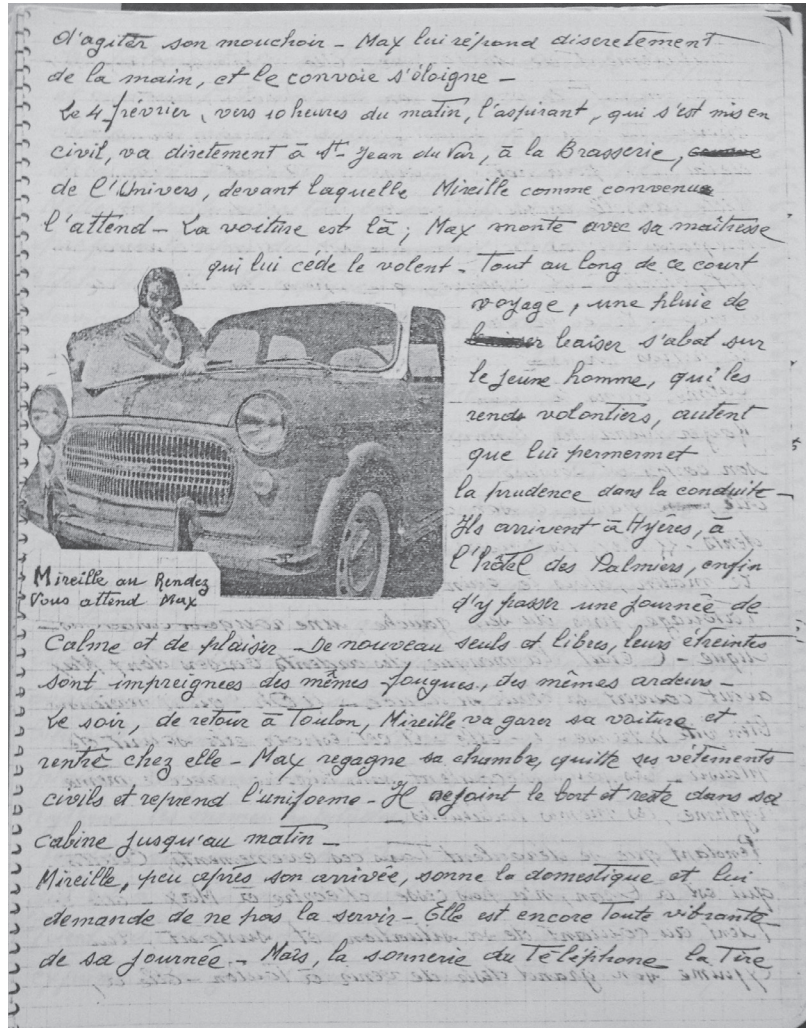 d'agiter son mouchoir - Max lui répond discretement
de la main, et le convoie s'éloigne -
Le 4 février, vers 10 heures du matin, l'aspirant, qui s'est mis en
civil, va diretement à St-Jean du Var, à la Brasserie,
de l'Univers, devant laquelle Mireille comme convenue
l'attend - La voiture est là ; Max monte avec sa maîtresse
qui lui céde le volent - Tout au long de ce court
voyage, une pluie de
baiser s'abat sur
le jeune homme, qui les
rends volontiers, autent
que lui permermet
la prudence dans la conduite -
Ils arrivent à Hyeres, à
l'Hôtel des Palmiers, enfin
d'y passer une journée de
Mireille au Rendez
Vous attend Max
Calme et de plaisir - De nouveau seuls et libres, leurs étreintes
sont impreignees des mêmes fougues, des mêmes ardeurs -
Le soir, de retour à Toulon, Mireille va garer sa voiture et
rentre chez elle - Max regagne sa chambre, quitte ses vêtements
civils et reprend l'uniforme - Il rejoint le bort et reste dans sa
cabine jusqu'au matin -
Mireille, peu après son arrivée, sonne la domestique et lui
demande de ne pas la servir - Elle est encore toute vibrante
de sa journée - Mais, la sonnerie du Téléphone la tire